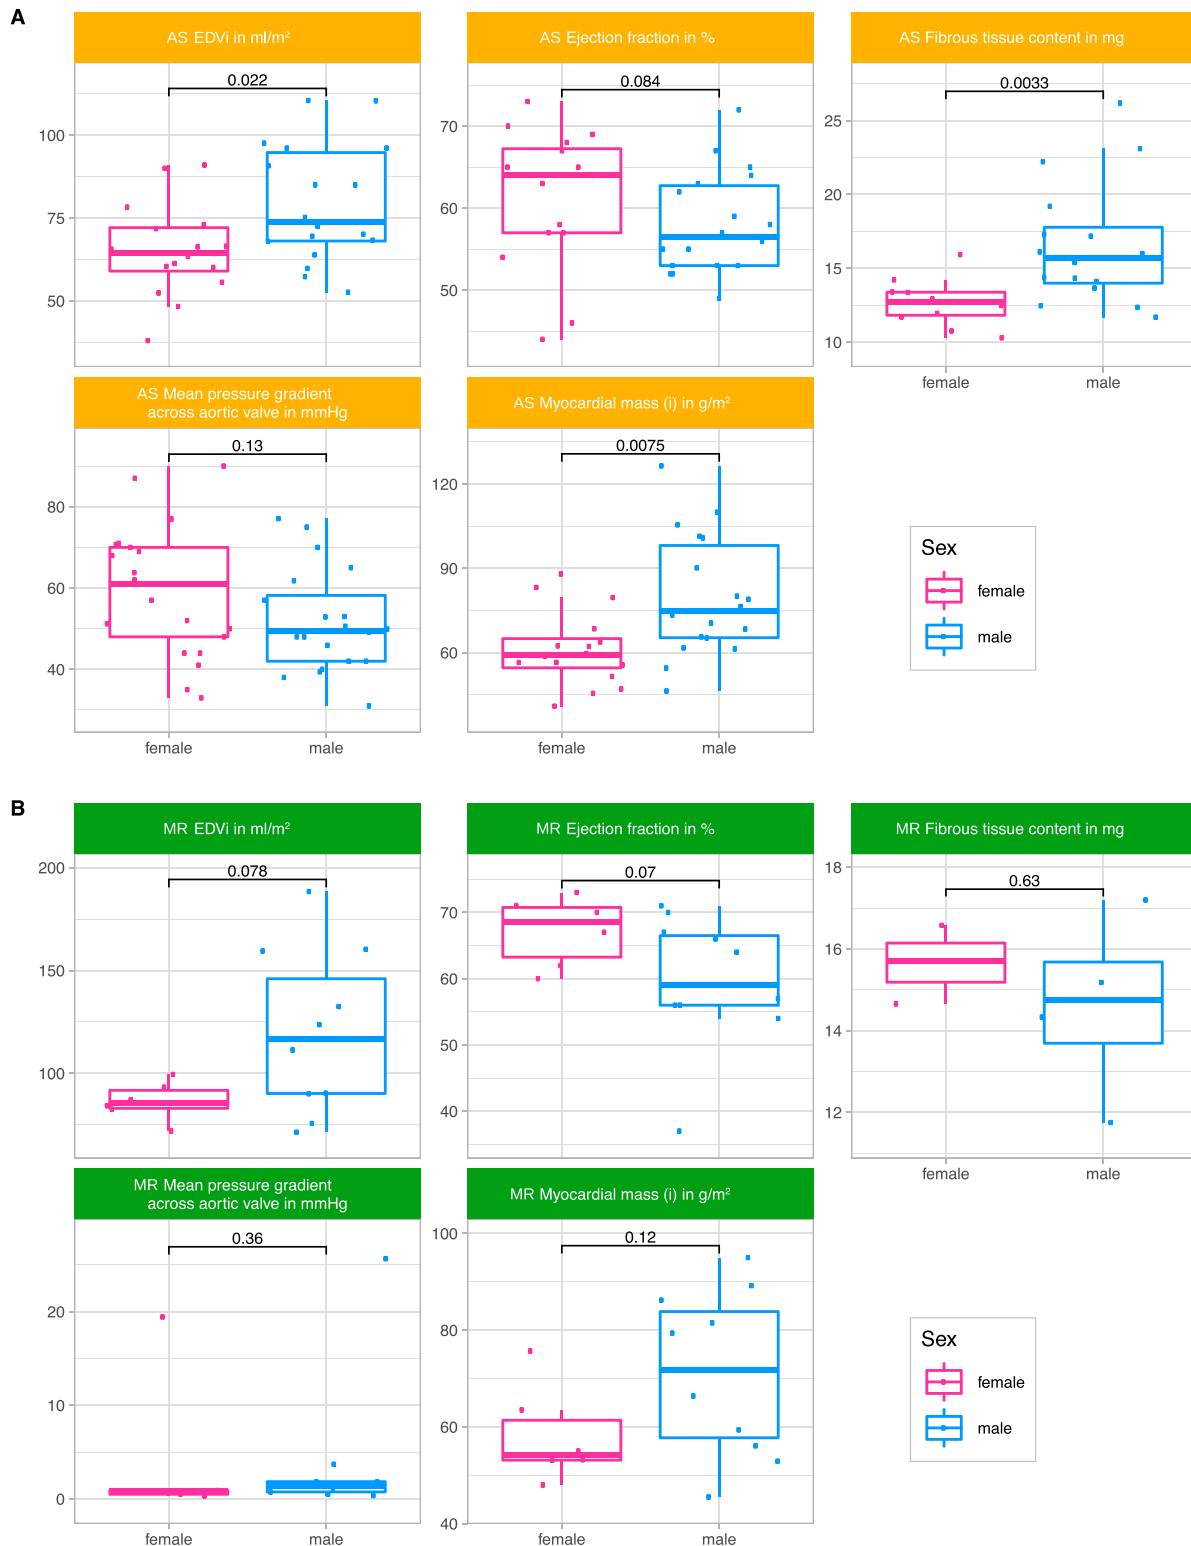 A
AS EDVi in ml/m²
0.022
100
75
50
AS Ejection fraction in %
0.084
70
60
50
AS Fibrous tissue content in mg
0.0033
25
20
15
10
female male
AS Mean pressure gradient
across aortic valve in mmHg
0.13
80
60
40
female male
AS Myocardial mass (i) in g/m²
0.0075
120
90
60
female male
Sex
female
male
B
MR EDVi in ml/m²
0.078
200
150
100
MR Ejection fraction in %
0.07
70
60
50
40
MR Fibrous tissue content in mg
0.63
18
16
14
12
female male
MR Mean pressure gradient
across aortic valve in mmHg
0.36
20
10
0
female male
MR Myocardial mass (i) in g/m²
0.12
100
80
60
40
female male
Sex
female
male